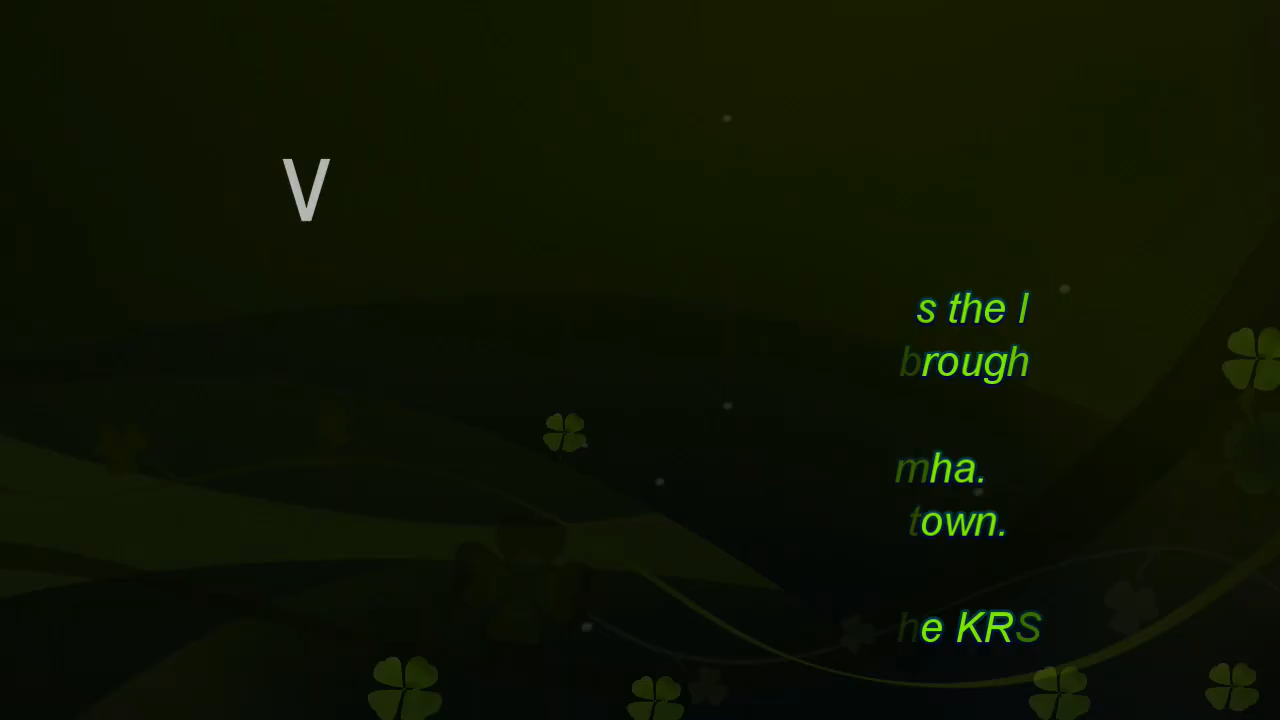 V
s the l
brough
mha.
town.
he KRS